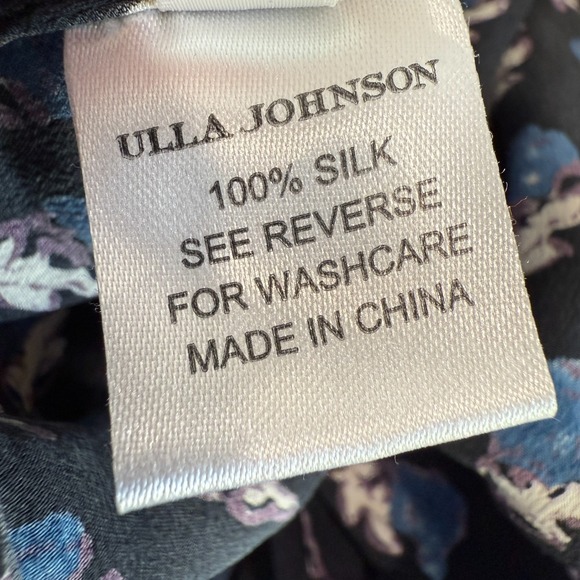 ULLA JOHNSON
100% SILK
SEE REVERSE
FOR WASHCARE
MADE IN CHINA